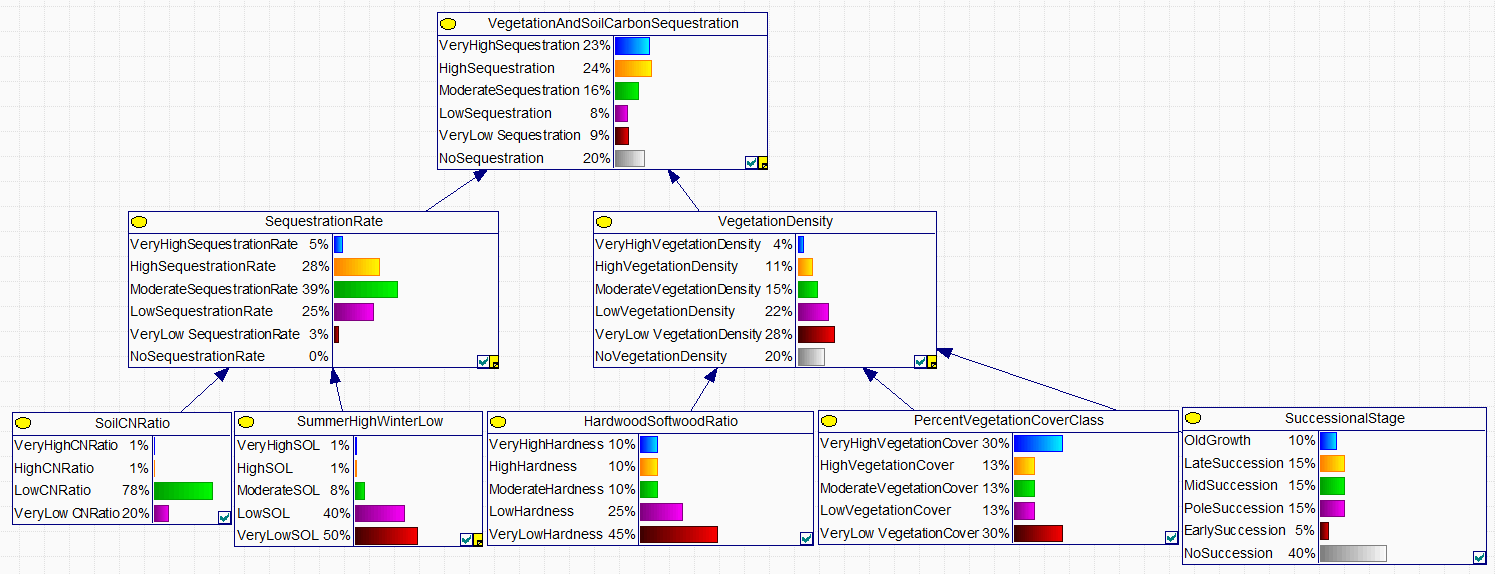 VegetationAndSoilCarbonSequestration
VeryHighSequestration 23%
HighSequestration 24%
ModerateSequestration 16%
LowSequestration 8%
VeryLow Sequestration 9%
NoSequestration 20%
SequestrationRate
VeryHighSequestrationRate 5%
HighSequestrationRate 28%
ModerateSequestrationRate 39%
LowSequestrationRate 25%
VeryLow SequestrationRate 3%
NoSequestrationRate 0%
VegetationDensity
VeryHighVegetationDensity 4%
HighVegetationDensity 11%
ModerateVegetationDensity 15%
LowVegetationDensity 22%
VeryLow VegetationDensity 28%
NoVegetationDensity 20%
SoilCNRatio
VeryHighCNRatio 1%
HighCNRatio 1%
LowCNRatio 78%
VeryLow CNRatio 20%
SummerHighWinterLow
VeryHighSOL 1%
HighSOL 1%
ModerateSOL 8%
LowSOL 40%
VeryLowSOL 50%
HardwoodSoftwoodRatio
VeryHighHardness 10%
HighHardness 10%
ModerateHardness 10%
LowHardness 25%
VeryLowHardness 45%
PercentVegetationCoverClass
VeryHighVegetationCover 30%
HighVegetationCover 13%
ModerateVegetationCover 13%
LowVegetationCover 13%
VeryLow VegetationCover 30%
SuccessionalStage
OldGrowth 10%
LateSuccession 15%
MidSuccession 15%
PoleSuccession 15%
EarlySuccession 5%
NoSuccession 40%